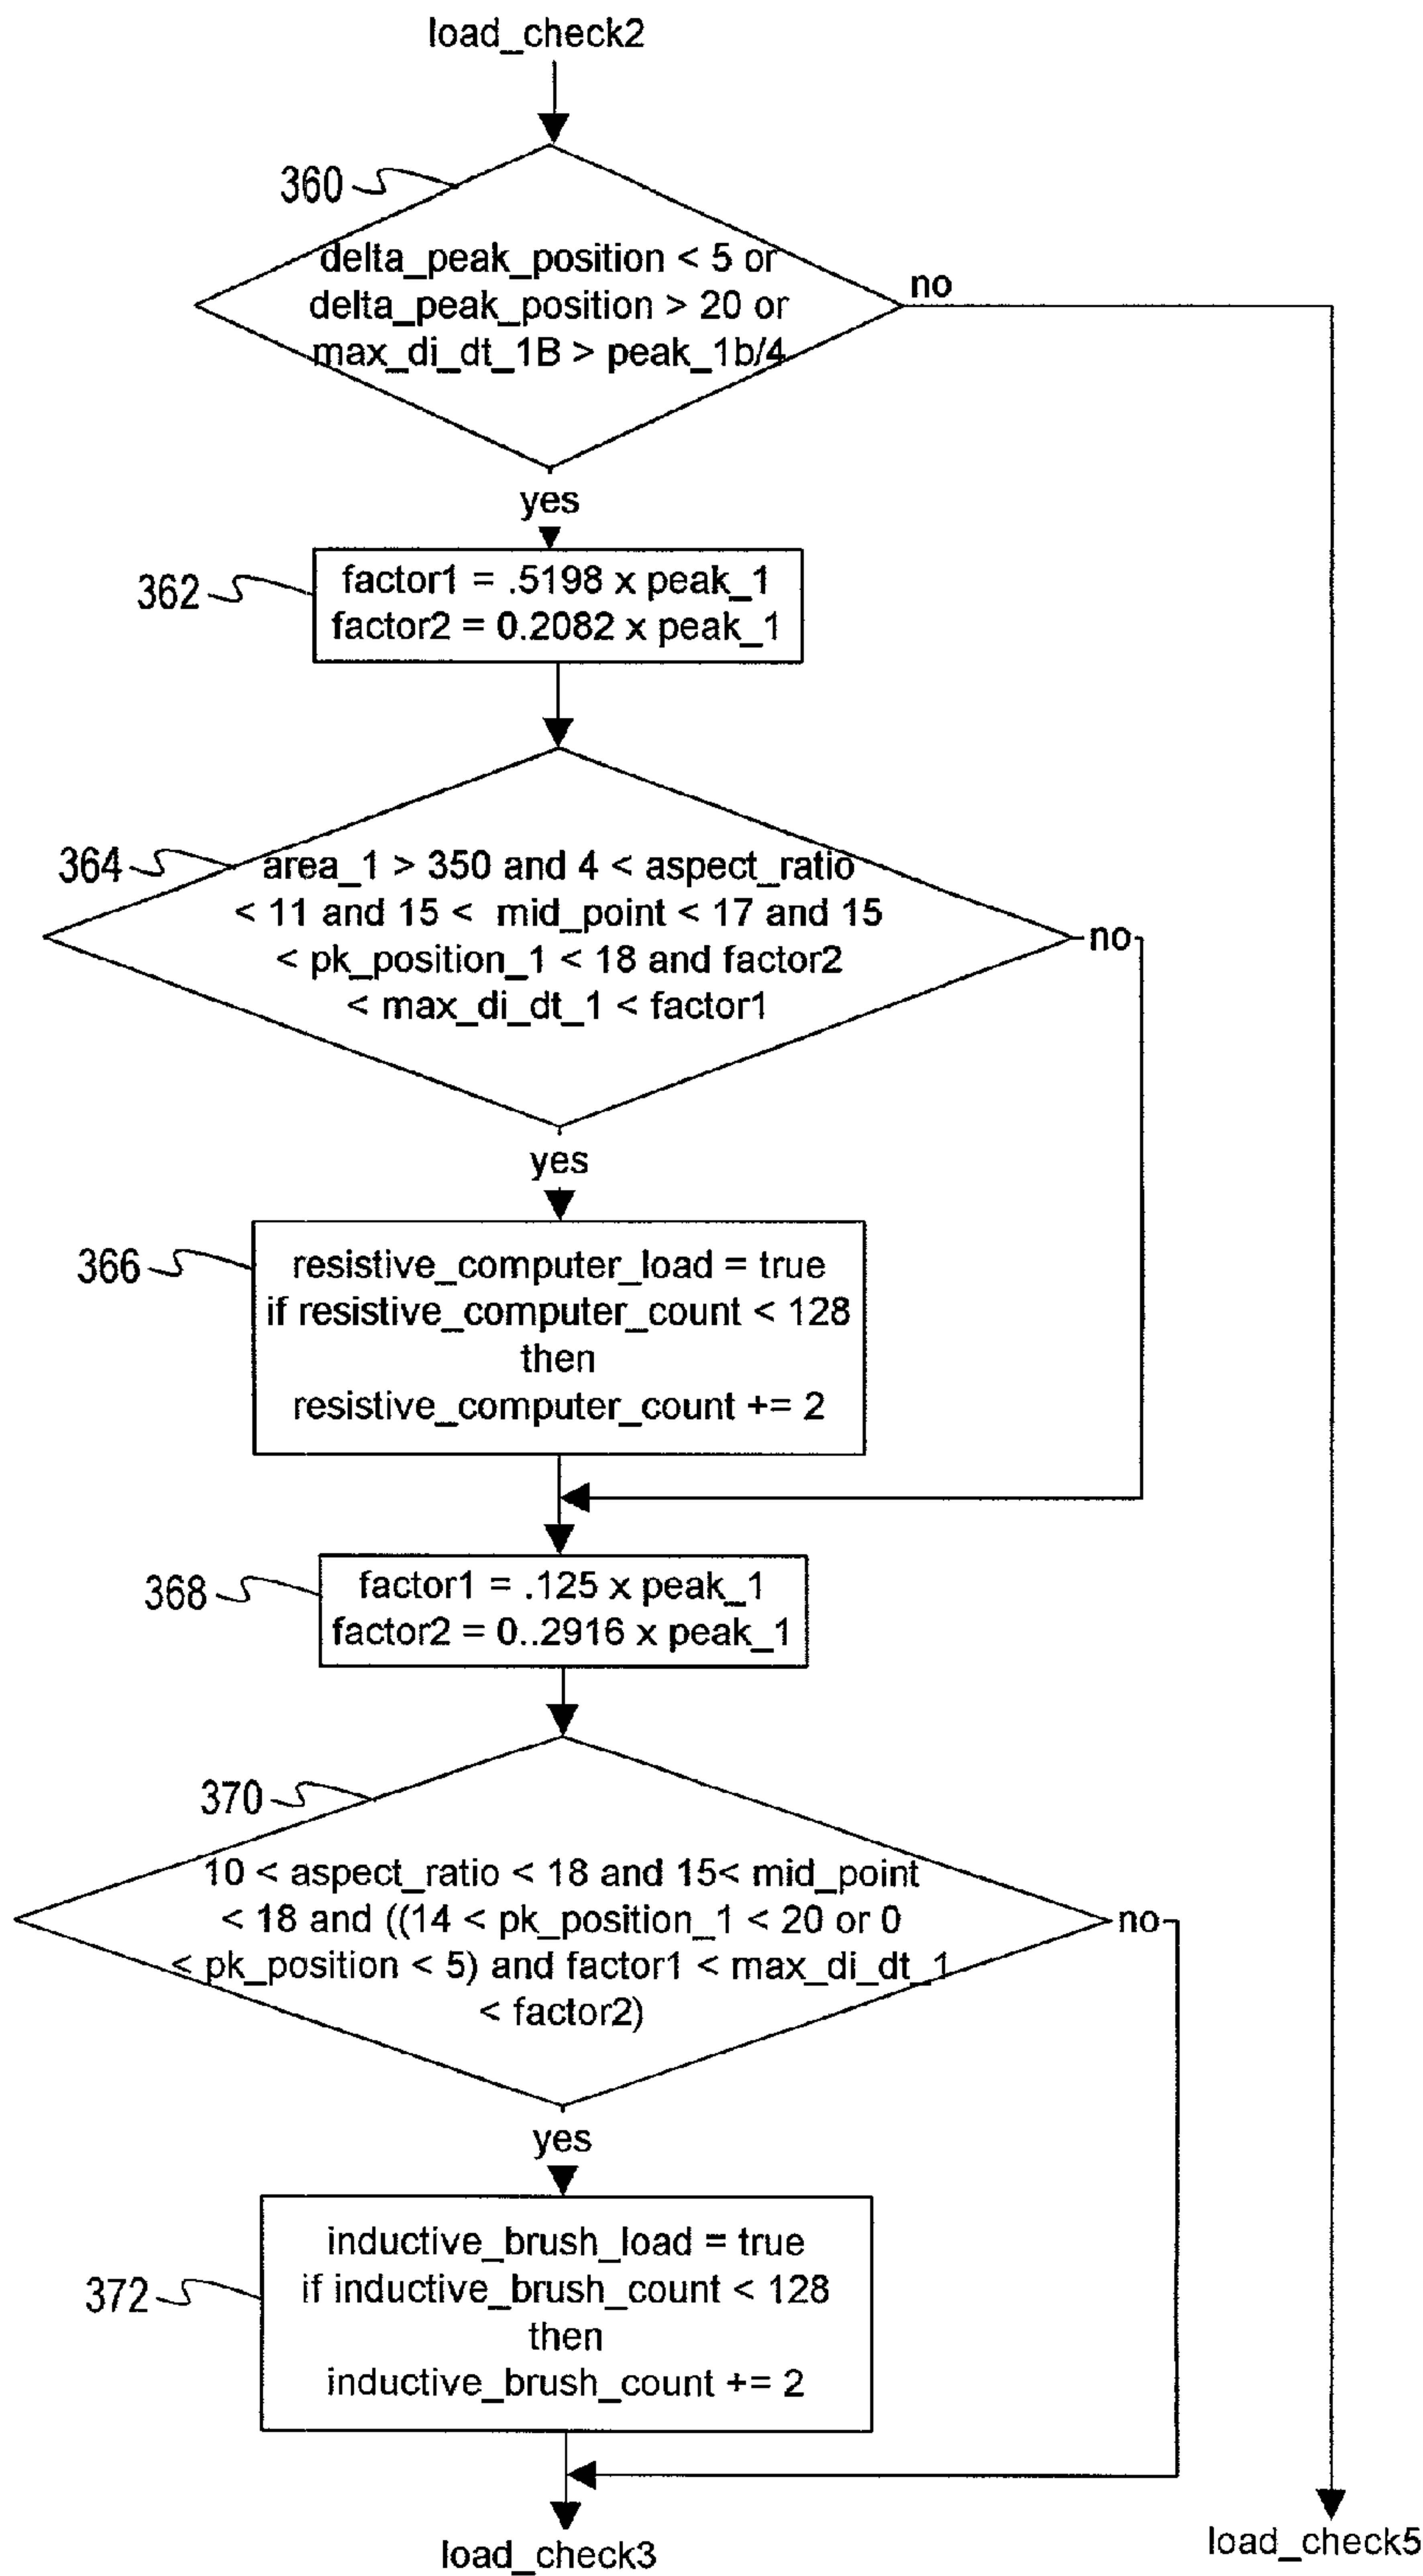 load_check2
360
delta_peak_position < 5 or
delta_peak_position > 20 or
max_di_dt_1B > peak_1b/4
no
yes
362
factor1 = .5198 x peak_1
factor2 = 0.2082 x peak_1
364
area_1 > 350 and 4 < aspect_ratio
< 11 and 15 < mid_point < 17 and 15
< pk_position_1 < 18 and factor2
< max_di_dt_1 < factor1
no
yes
366
resistive_computer_load = true
if resistive_computer_count < 128
then
resistive_computer_count += 2
368
factor1 = .125 x peak_1
factor2 = 0..2916 x peak_1
370
10 < aspect_ratio < 18 and 15< mid_point
< 18 and ((14 < pk_position_1 < 20 or 0
< pk_position < 5) and factor1 < max_di_dt_1
< factor2)
no
yes
372
inductive_brush_load = true
if inductive_brush_count < 128
then
inductive_brush_count += 2
load_check3
load_check5